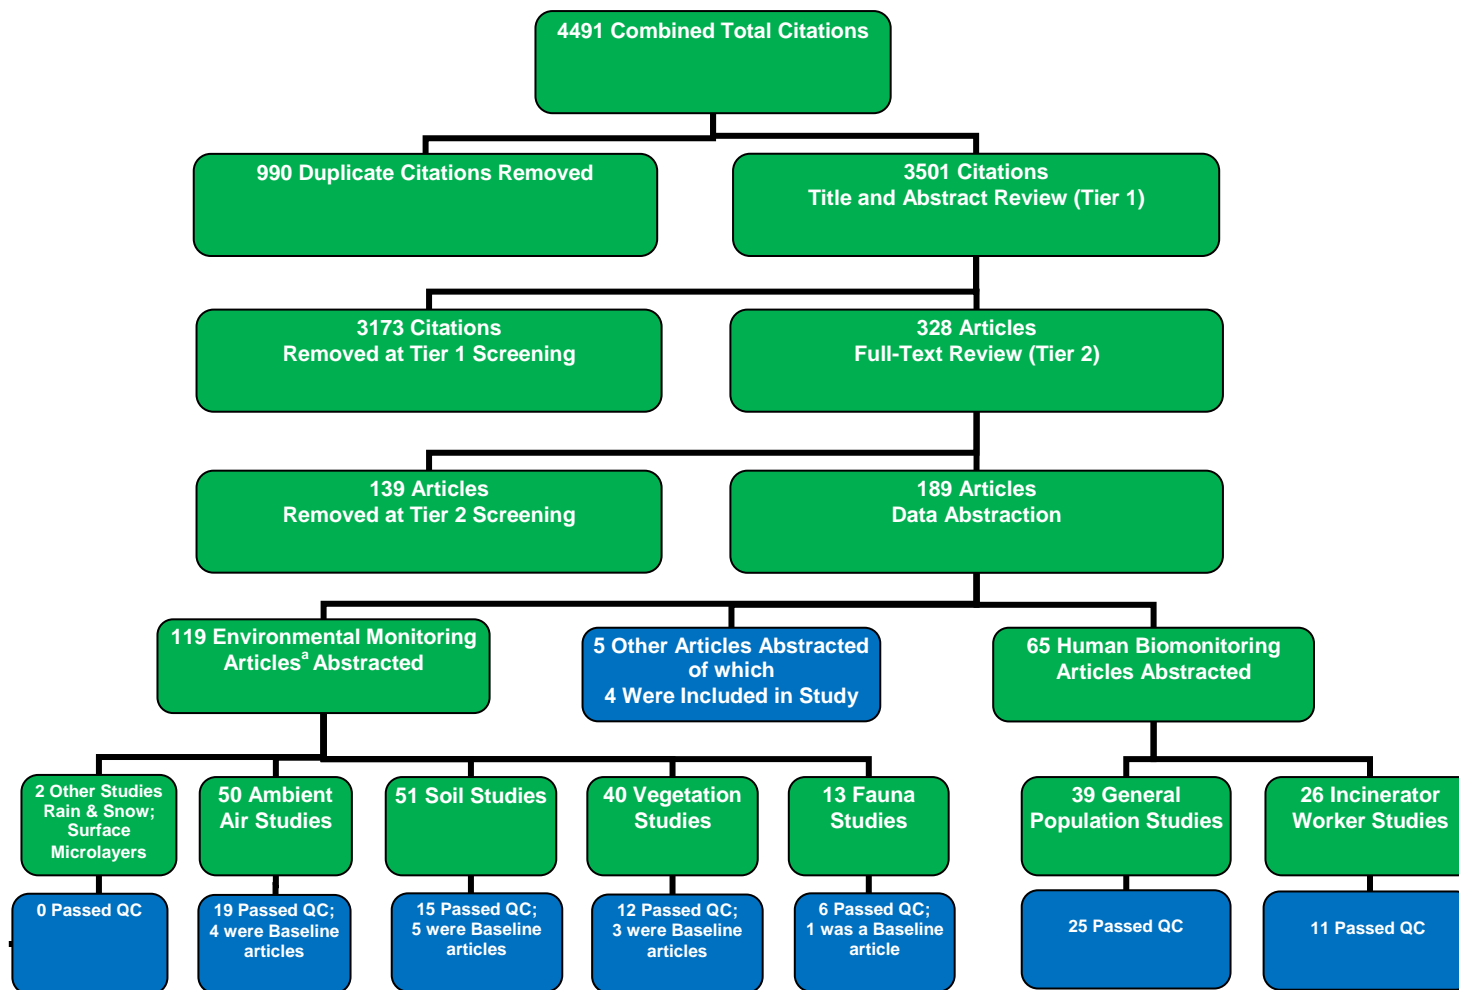 4491 Combined Total Citations
990 Duplicate Citations Removed
3501 Citations
Title and Abstract Review (Tier 1)
3173 Citations
Removed at Tier 1 Screening
328 Articles
Full-Text Review (Tier 2)
139 Articles
Removed at Tier 2 Screening
189 Articles
Data Abstraction
119 Environmental Monitoring
Articlesᵃ Abstracted
5 Other Articles Abstracted
of which
4 Were Included in Study
65 Human Biomonitoring
Articles Abstracted
2 Other Studies
Rain & Snow;
Surface
Microlayers
50 Ambient
Air Studies
51 Soil Studies
40 Vegetation
Studies
13 Fauna
Studies
39 General
Population Studies
26 Incinerator
Worker Studies
0 Passed QC
19 Passed QC;
4 were Baseline
articles
15 Passed QC;
5 were Baseline
articles
12 Passed QC;
3 were Baseline
articles
6 Passed QC;
1 was a Baseline
article
25 Passed QC
11 Passed QC